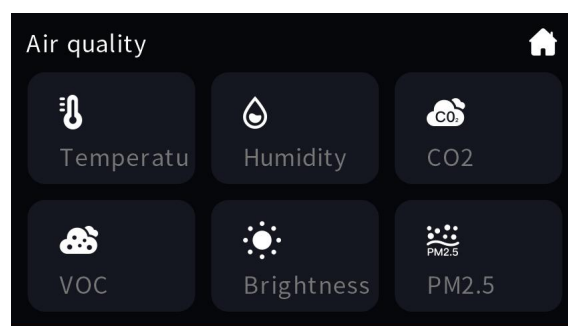 Air quality
Temperatu
Humidity
CO2
CO₂
VOC
Brightness
PM2.5
PM2.5